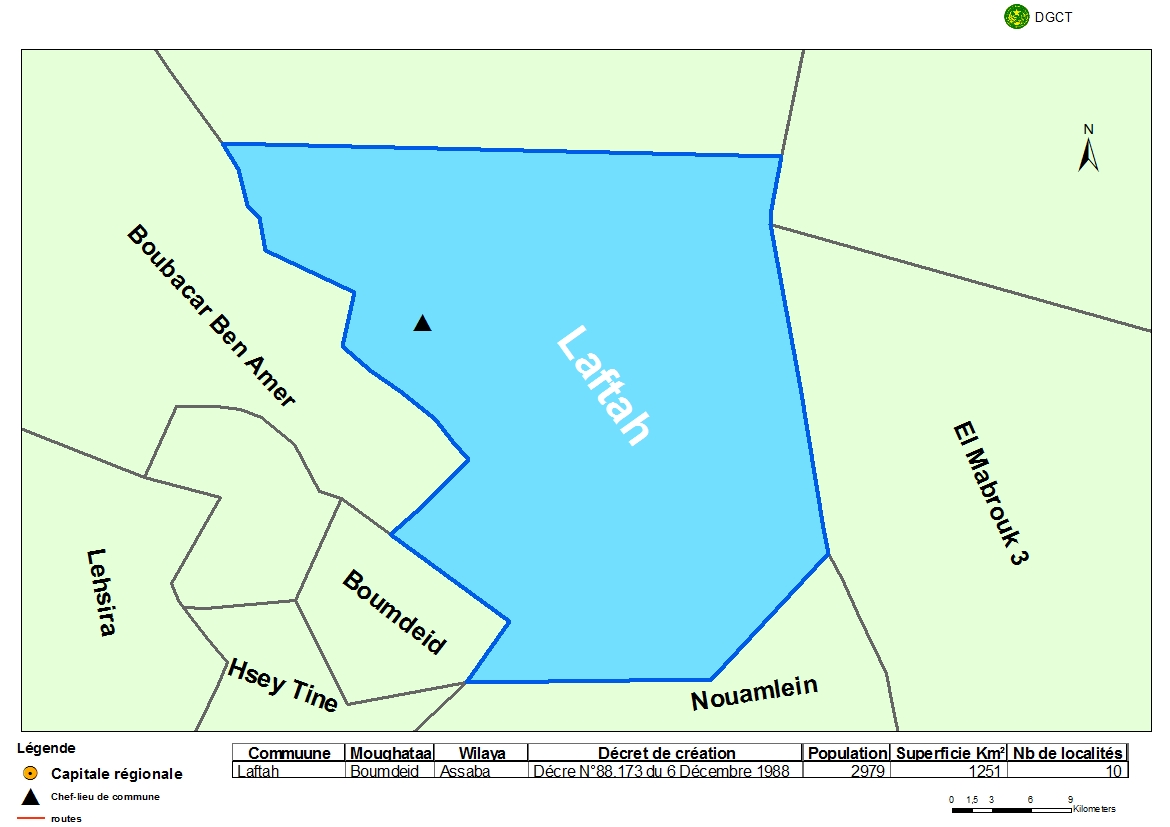 DGCT
N
Boubacar Ben Amer
Laftah
El Mabrouk 3
Lehsira
Boumdeid
Hsey Tine
Nouamlein
Légende
Capitale régionale
Chef-lieu de commune
routes
Commuune Moughataa Wilaya Décret de création Population Superficie Km² Nb de localités
Laftah Boumdeid Assaba Décre N°88.173 du 6 Décembre 1988 2979 1251 10
0 1,5 3 6 9
Kilometers